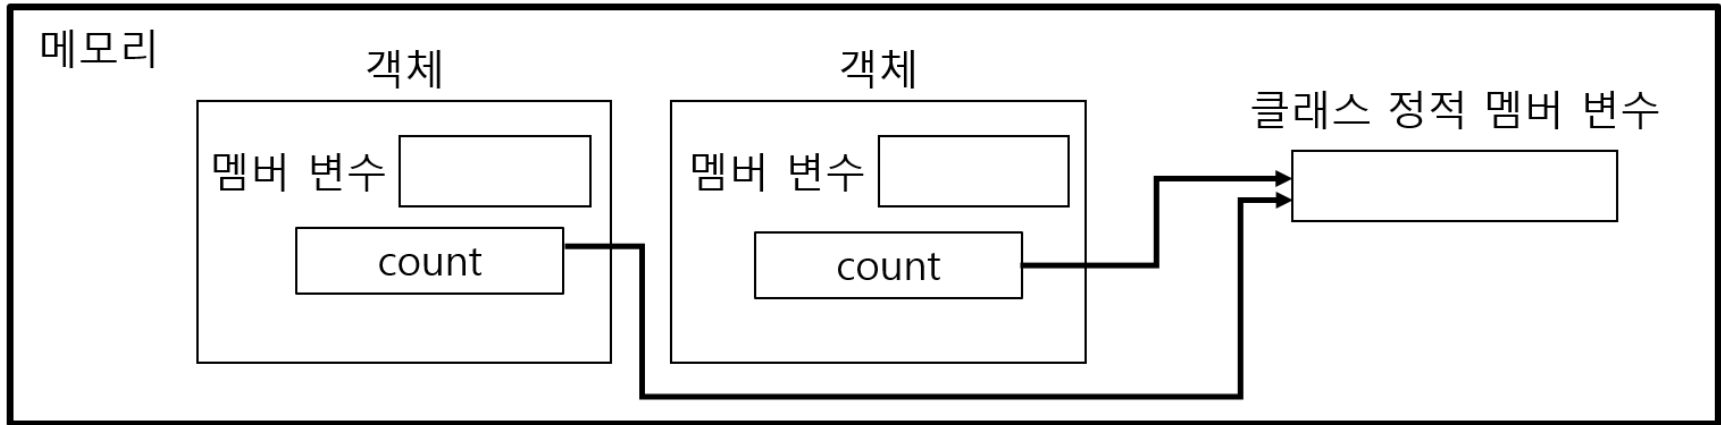 메모리
객체
객체
클래스 정적 멤버 변수
멤버 변수
멤버 변수
count
count